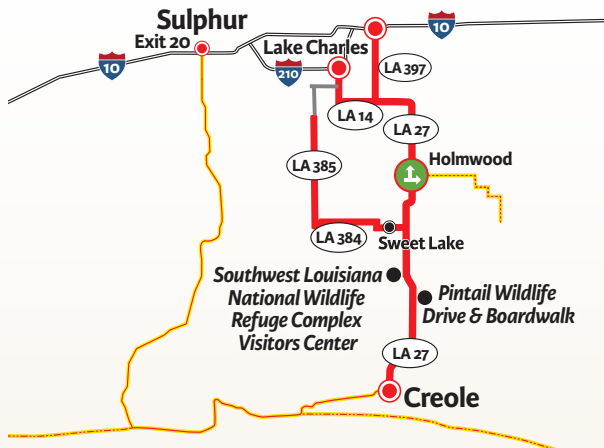 Sulphur
Exit 20
10
Lake Charles
10
210
LA 397
LA 14
LA 27
Holmwood
LA 385
LA 384
Sweet Lake
Southwest Louisiana
National Wildlife
Refuge Complex
Visitors Center
Pintail Wildlife
Drive & Boardwalk
LA 27
Creole